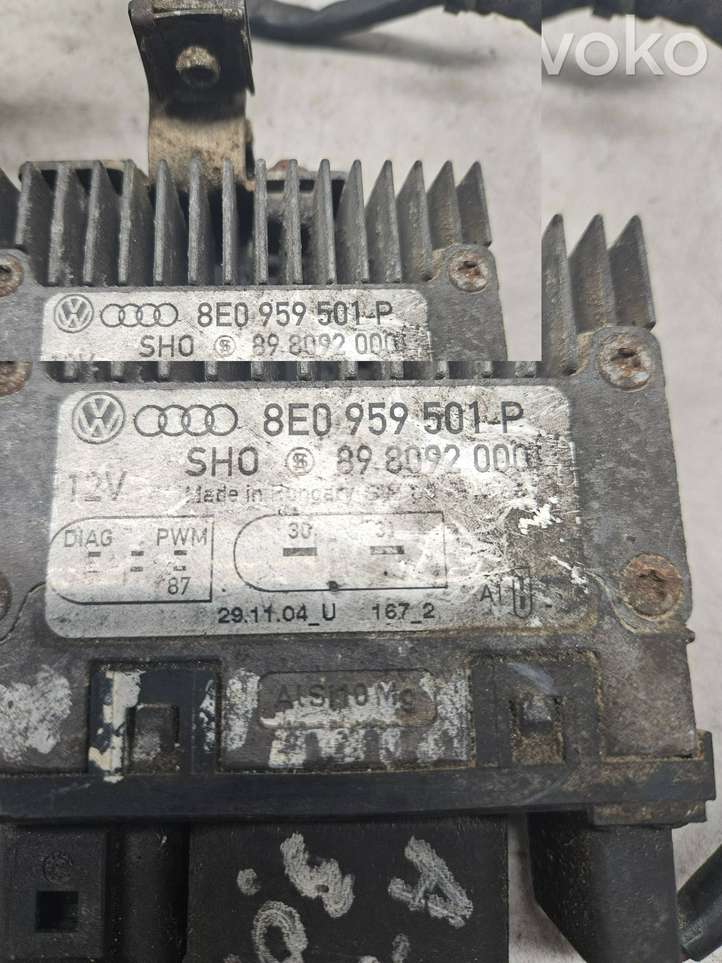 voko
8E0 959 501-P
SHO 89 8092 000
8E0 959 501-P
SHO 89 8092 000
12V Made in Hungary
DIAG PWM 30 31
87
29.11.04_U 167_2 Al
AlSi10Mg